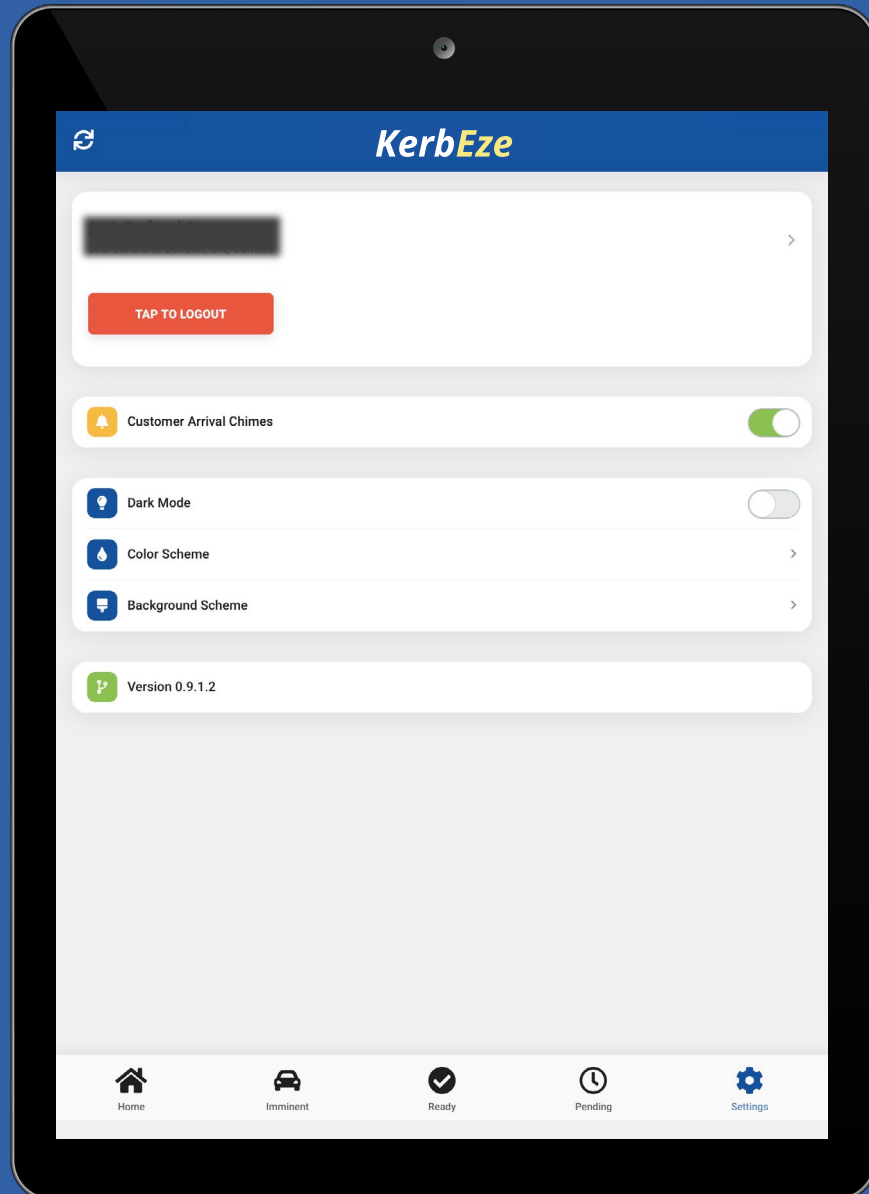 KerbEze
TAP TO LOGOUT
Customer Arrival Chimes
Dark Mode
Color Scheme
Background Scheme
Version 0.9.1.2
Home Imminent Ready Pending Settings